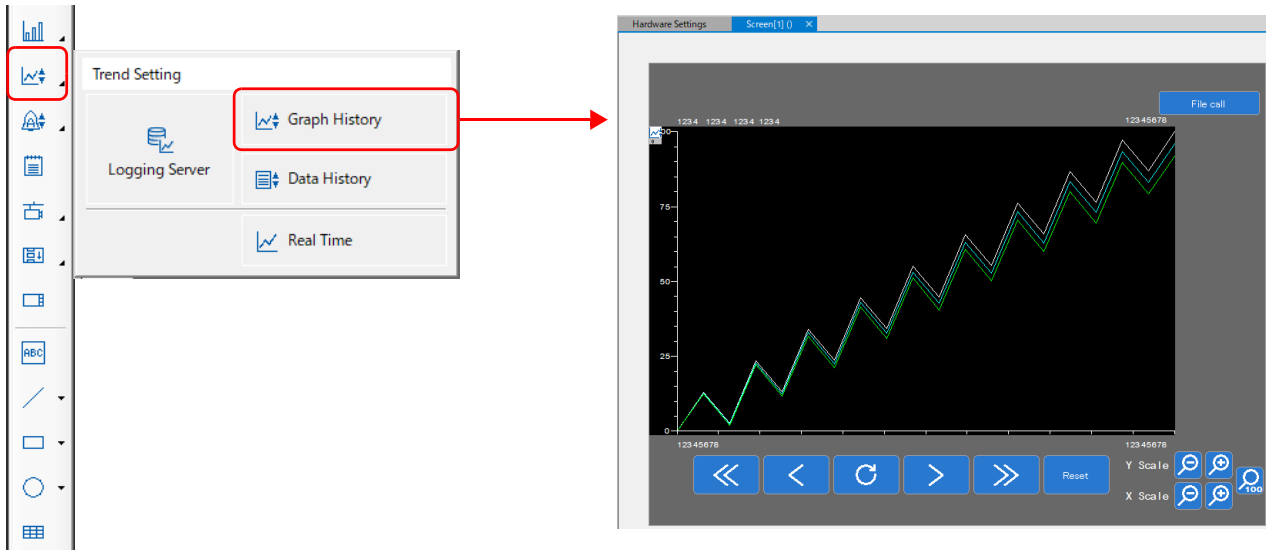 Trend Setting
Logging Server
Graph History
Data History
Real Time
ABC
Hardware Settings
Screen[1] ()
File call
1234 1234 1234 1234
12345678
100
75
50
25
0
12345678
12345678
Reset
Y Scale
X Scale
100